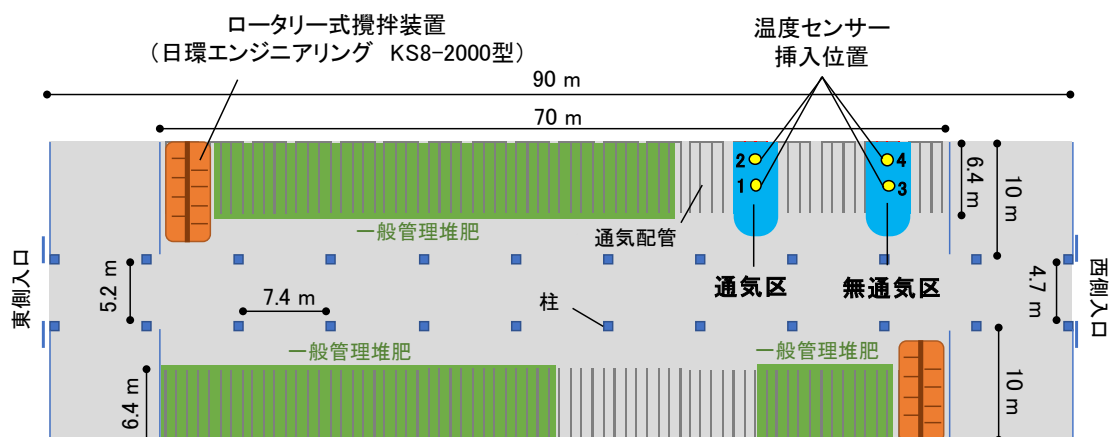 ロータリー式攪拌装置
（日環エンジニアリング　KS8-2000型）
温度センサー
挿入位置
90 m
70 m
2
4
1
3
6.4 m
10 m
一般管理堆肥
通気配管
東側入口
5.2 m
7.4 m
柱
通気区
無通気区
4.7 m
西側入口
一般管理堆肥
一般管理堆肥
6.4 m
10 m